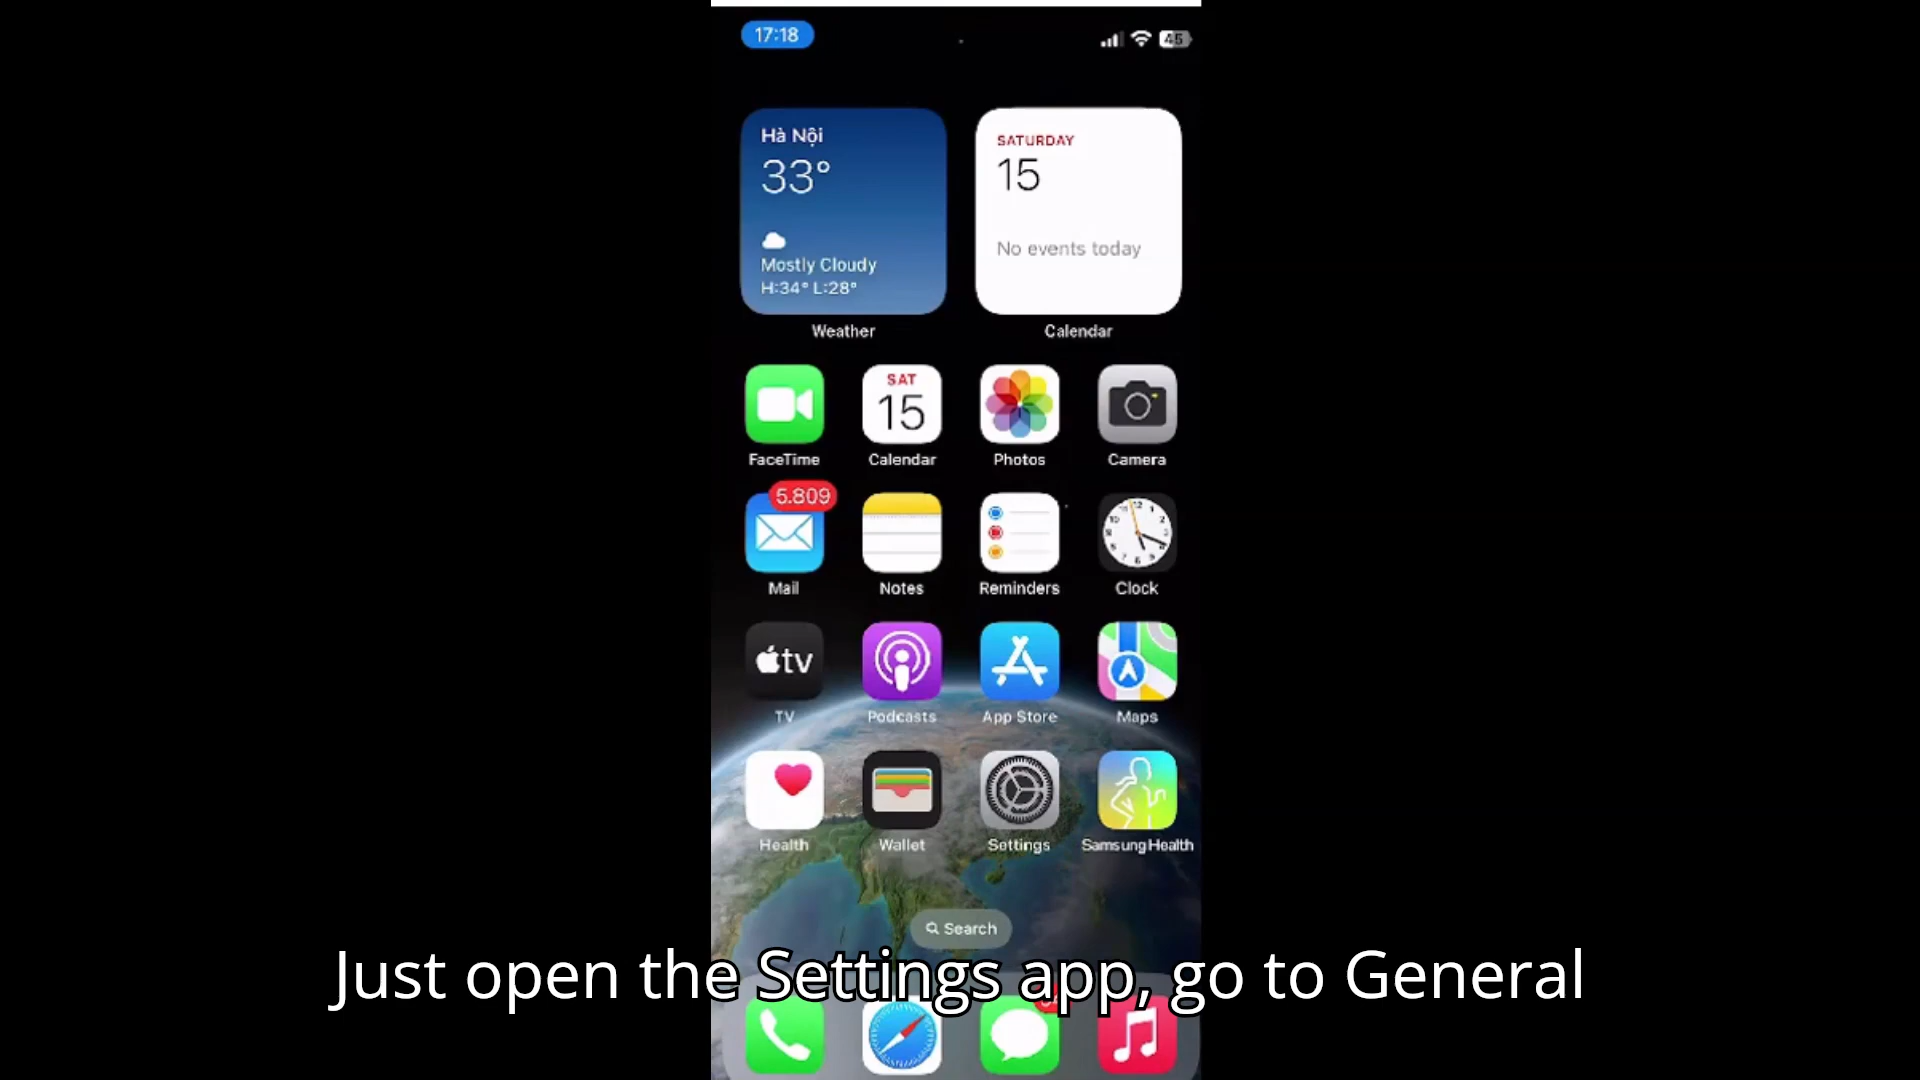 17:18
45
Hà Nội
33°
Mostly Cloudy
H:34° L:28°
Weather
SATURDAY
15
No events today
Calendar
FaceTime
SAT
15
Calendar
Photos
Camera
5.809
Mail
Notes
Reminders
Clock
tv
TV
Podcasts
App Store
Maps
Health
Wallet
Settings
Samsung Health
Search
Just open the Settings app, go to General